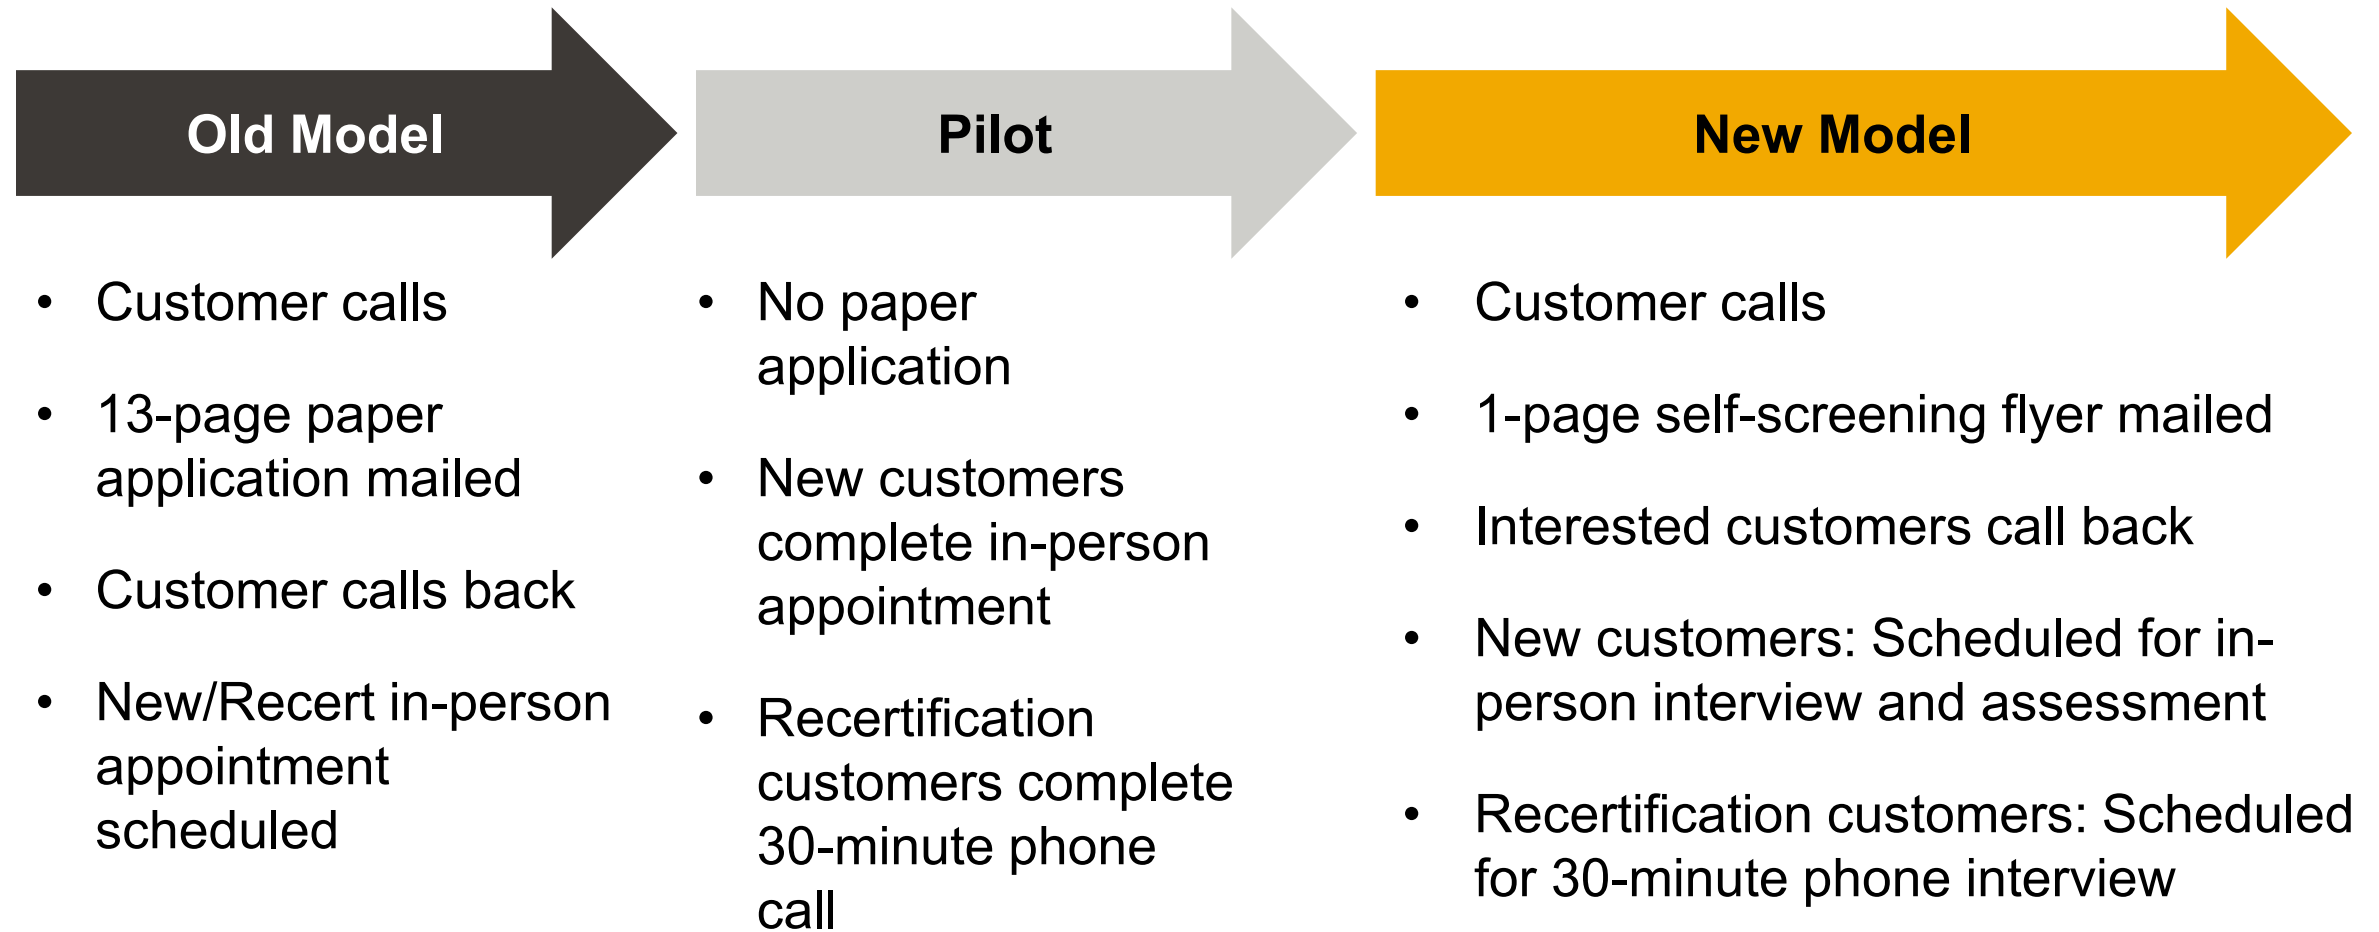 Old Model
• Customer calls
• 13-page paper
application mailed
• Customer calls back
• New/Recert in-person
appointment
scheduled
Pilot
• No paper
application
• New customers
complete in-person
appointment
• Recertification
customers complete
30-minute phone
call
New Model
• Customer calls
• 1-page self-screening flyer mailed
• Interested customers call back
• New customers: Scheduled for in-
person interview and assessment
• Recertification customers: Scheduled
for 30-minute phone interview